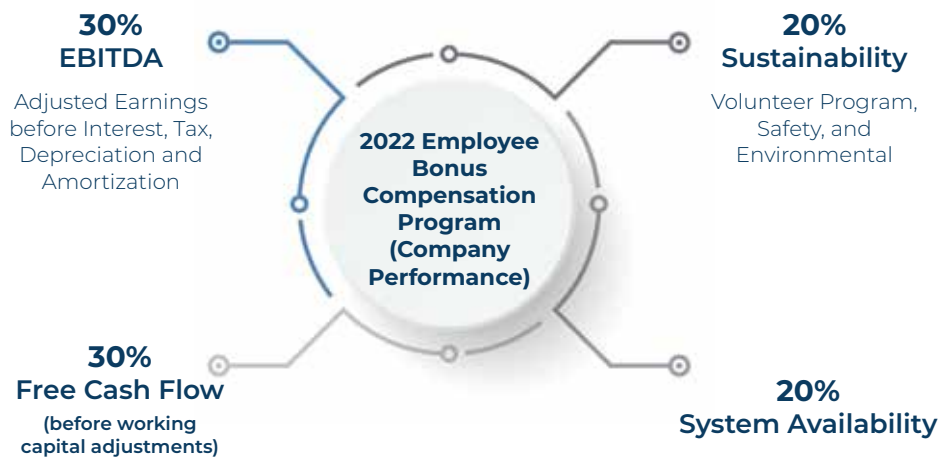 30%
EBITDA
Adjusted Earnings
before Interest, Tax,
Depreciation and
Amortization
20%
Sustainability
Volunteer Program,
Safety, and
Environmental
2022 Employee
Bonus
Compensation
Program
(Company
Performance)
30%
Free Cash Flow
(before working
capital adjustments)
20%
System Availability